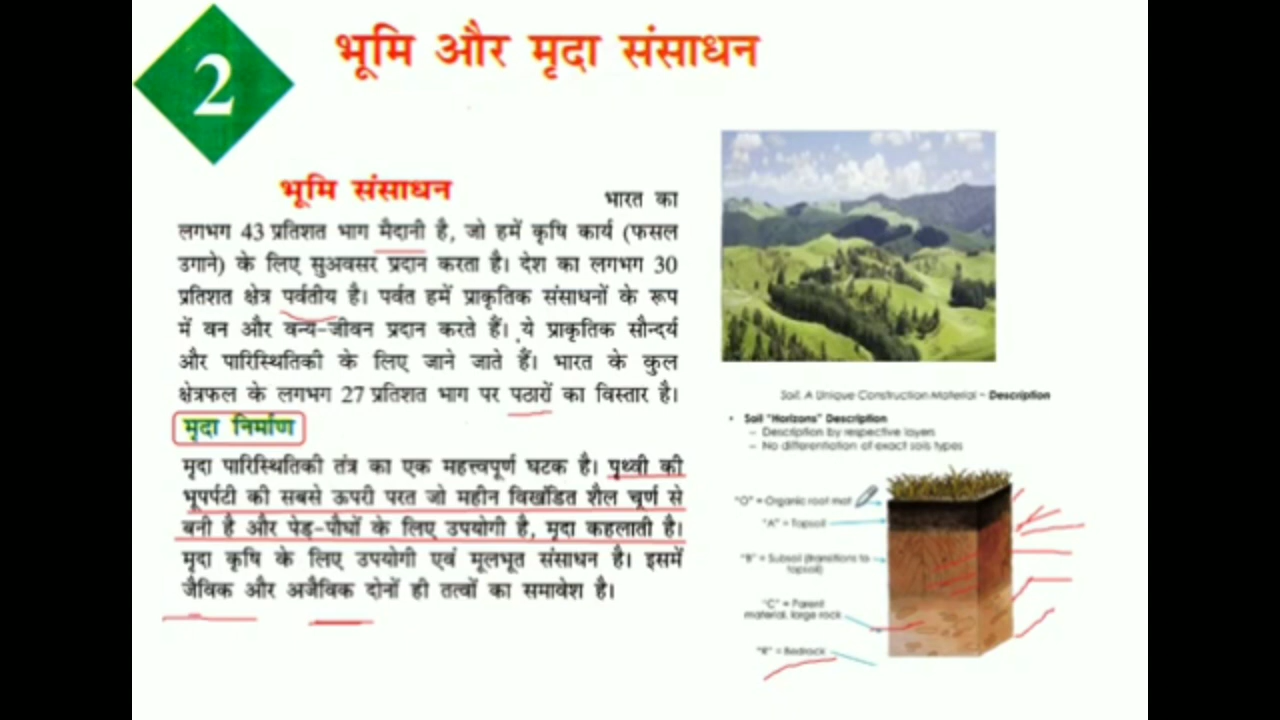 2
भूमि और मृदा संसाधन
भूमि संसाधन
भारत का
लगभग 43 प्रतिशत भाग मैदानी है, जो हमें कृषि कार्य (फसल
उगाने) के लिए सुअवसर प्रदान करता है। देश का लगभग 30
प्रतिशत क्षेत्र पर्वतीय है। पर्वत हमें प्राकृतिक संसाधनों के रूप
में वन और वन्य-जीवन प्रदान करते हैं। ये प्राकृतिक सौन्दर्य
और पारिस्थितिकी के लिए जाने जाते हैं। भारत के कुल
क्षेत्रफल के लगभग 27 प्रतिशत भाग पर पठारों का विस्तार है।
मृदा निर्माण
मृदा पारिस्थितिकी तंत्र का एक महत्त्वपूर्ण घटक है। पृथ्वी की
भूपर्पटी की सबसे ऊपरी परत जो महीन विखंडित शैल चूर्ण से
बनी है और पेड़-पौधों के लिए उपयोगी है, मृदा कहलाती है।
मृदा कृषि के लिए उपयोगी एवं मूलभूत संसाधन है। इसमें
जैविक और अजैविक दोनों ही तत्वों का समावेश है।
Soil: A Unique Construction Material – Description
• Soil "Horizons" Description
– Description by respective layers
– No differentiation of exact soils types
"O" = Organic root mat
"A" = Topsoil
"B" = Subsoil (transitions to
topsoil)
"C" = Parent
material, large rock
"R" = Bedrock